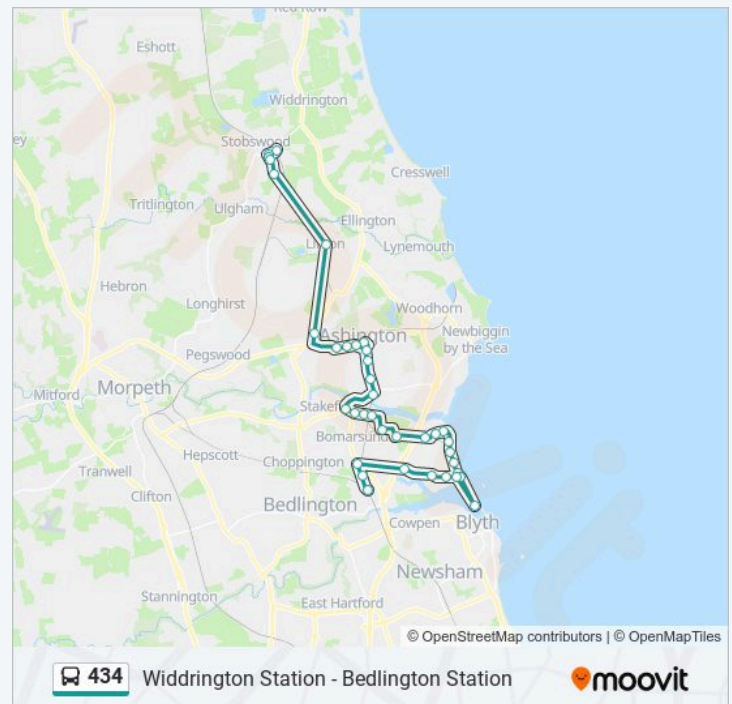 Red Row
Eshott
Widdrington
Stobswood
Cresswell
Tritlington
Ulgham
Ellington
Lynemouth
Hebron
Longhirst
Woodhorn
Ashington
Newbiggin
by the Sea
Pegswood
Morpeth
Mitford
Bomarsund
Hepscott
Choppington
Tranwell
Clifton
Bedlington
Cowpen
Blyth
Newsham
Stannington
East Hartford
© OpenStreetMap contributors | © OpenMapTiles
434 Widdrington Station - Bedlington Station
moovit